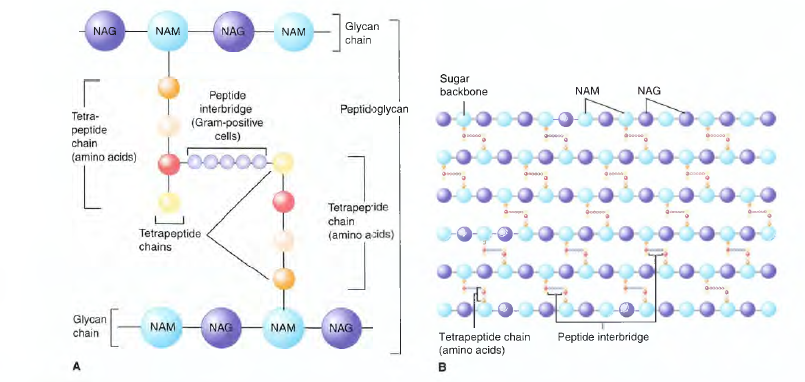 NAG
NAM
NAG
NAM
Glycan
chain
Peptide
interbridge
(Gram-positive
cells)
Peptidoglycan
Tetra-
peptide
chain
(amino acids)
Tetrapeptide
chains
Tetrapeptide
chain
(amino acids)
Glycan
chain
NAM
NAG
NAM
NAG
A
Sugar
backbone
NAM
NAG
Tetrapeptide chain
(amino acids)
Peptide interbridge
B